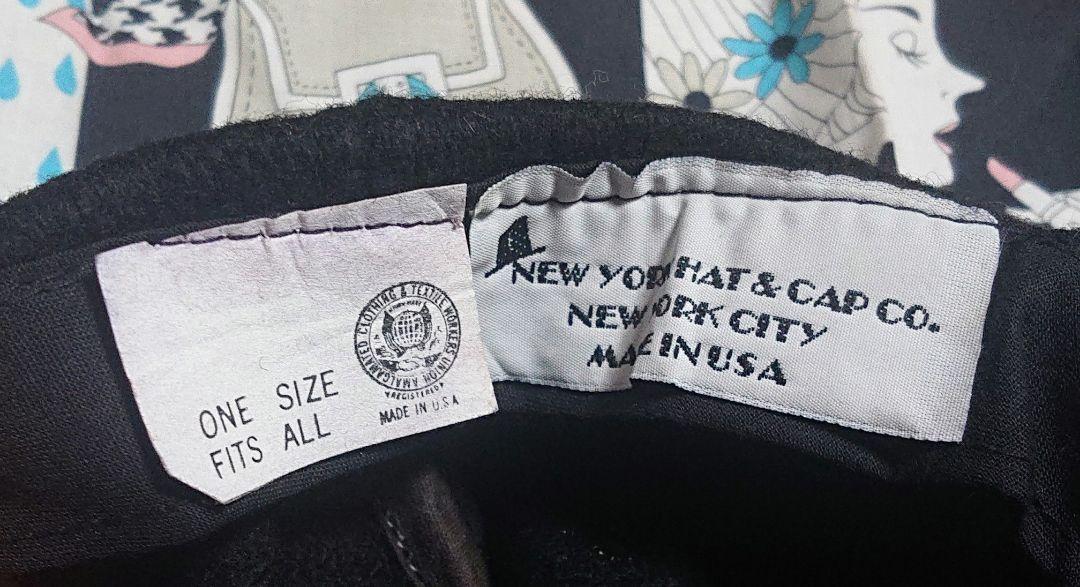 ONE SIZE
FITS ALL
AMALGAMATED CLOTHING & TEXTILE WORKERS UNION
REGISTERED
MADE IN U.S.A
NEW YORK HAT & CAP CO.
NEW YORK CITY
MADE IN USA